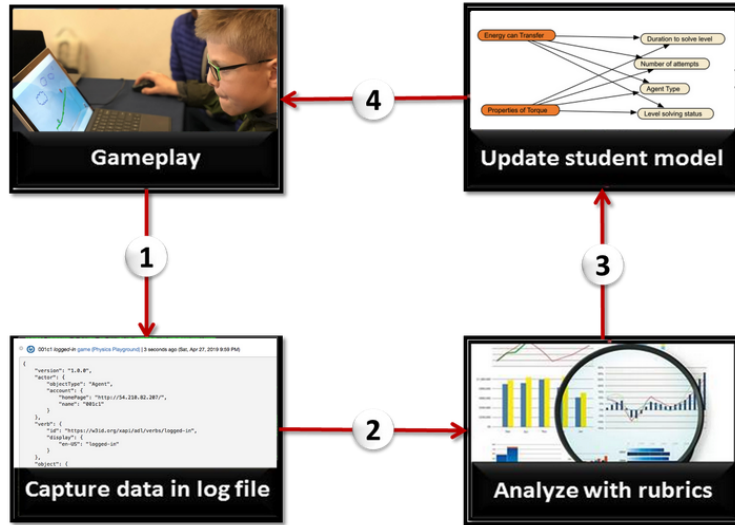 Energy can Transfer
Duration to solve level
Number of attempts
Agent Type
Properties of Torque
Level solving status
4
Gameplay
Update student model
1
3
001c1 logged-in game (Physics Playground) | 3 seconds ago (Sat, Apr 27, 2019 9:59 PM)
{
"version": "1.0.0",
"actor": {
"objectType": "Agent",
"account": {
"homePage": "http://54.210.82.207/",
"name": "001c1"
}
},
"verb": {
"id": "https://w3id.org/xapi/adl/verbs/logged-in",
"display": {
"en-US": "logged-in"
}
},
"object": {
2
Capture data in log file
Analyze with rubrics